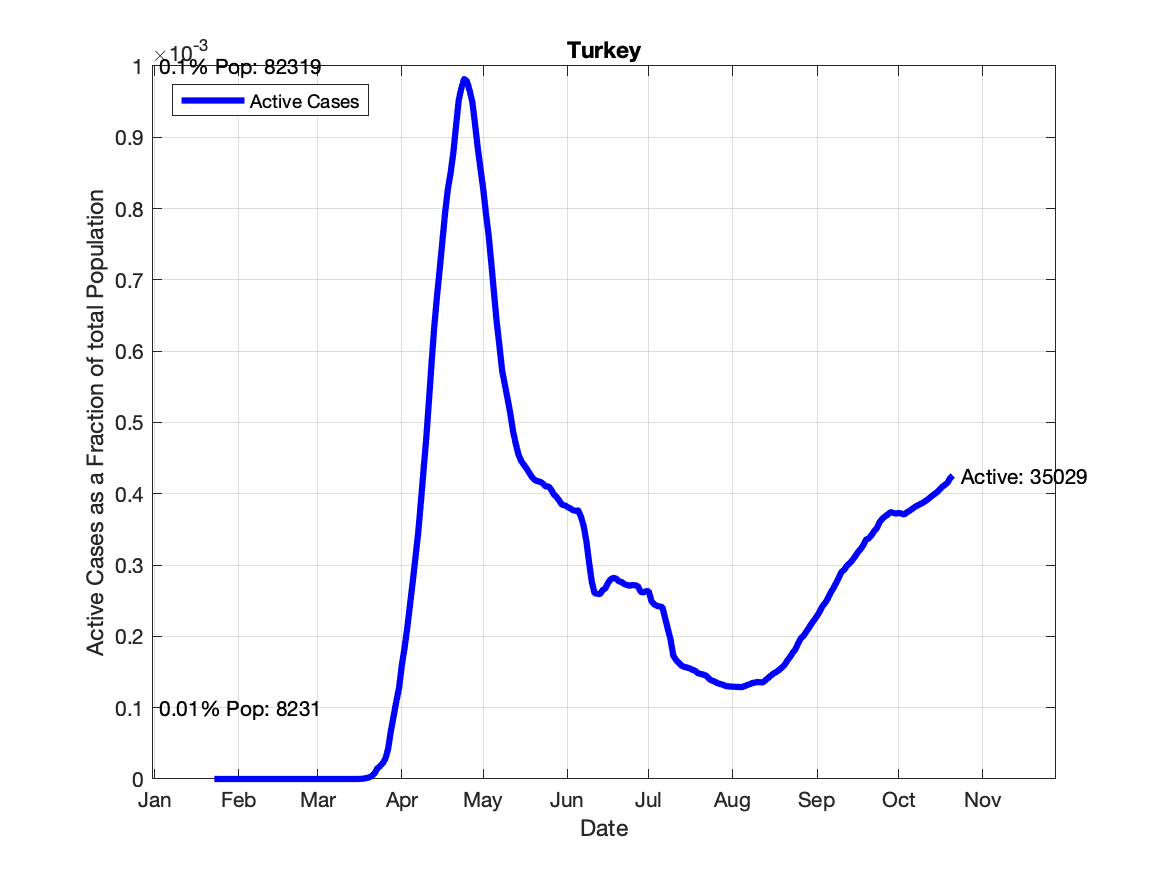 Turkey
×10-3
1
0.1% Pop: 82319
Active Cases
0.9
0.8
0.7
0.6
0.5
0.4
0.3
0.2
0.1
0
Active Cases as a Fraction of total Population
Active: 35029
0.01% Pop: 8231
Jan Feb Mar Apr May Jun Jul Aug Sep Oct Nov
Date